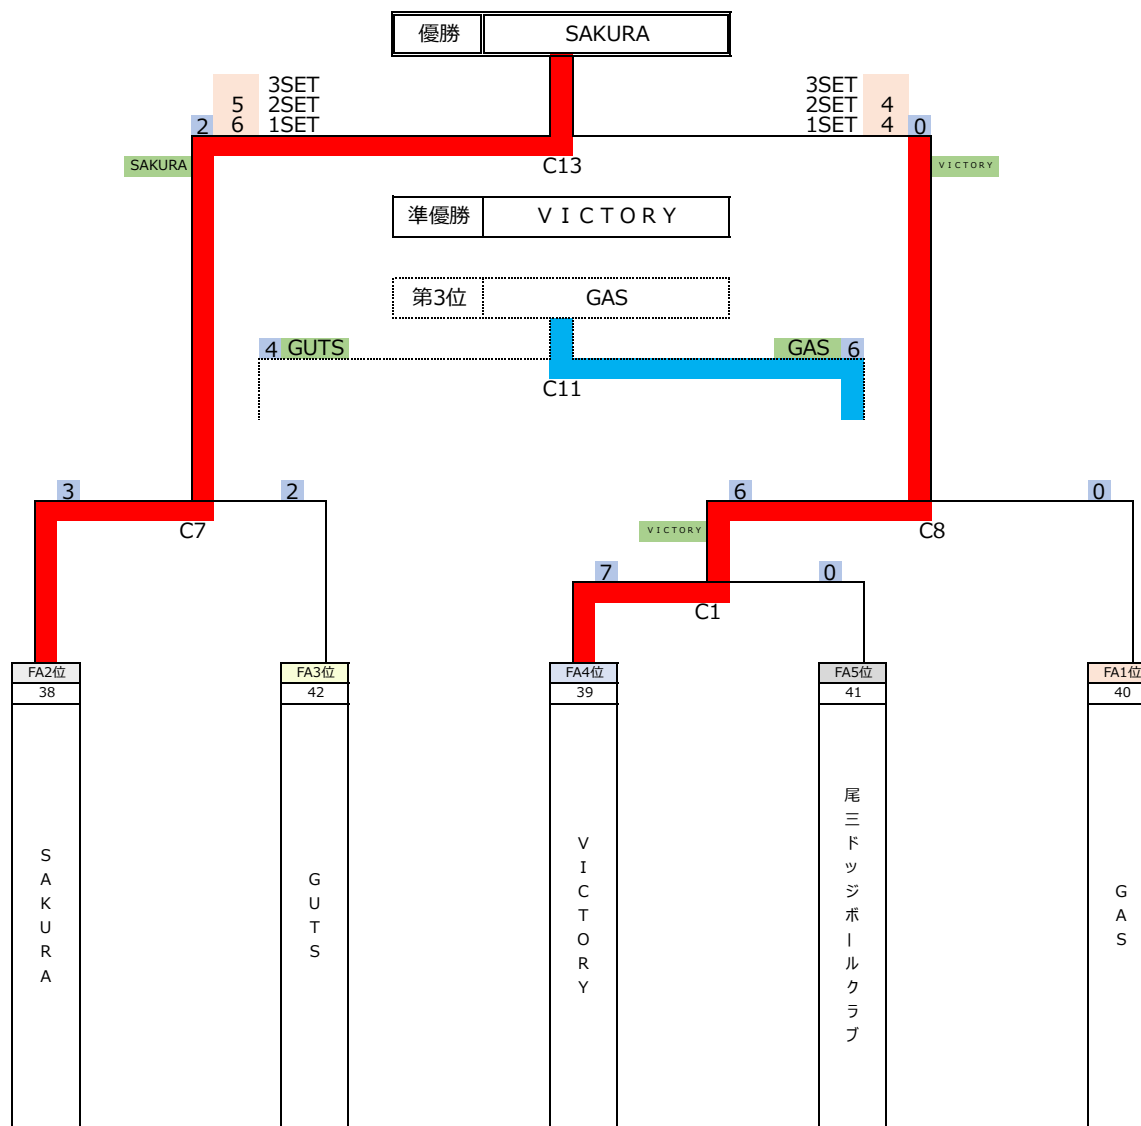 優勝 SAKURA
3SET 3SET
5 2SET 2SET 4
2 6 1SET 1SET 4 0
SAKURA C13 VICTORY
準優勝 VICTORY
第3位 GAS
4 GUTS GAS 6
C11
3 2 6 0
C7 VICTORY C8
7 0
C1
FA2位 FA3位 FA4位 FA5位 FA1位
38 42 39 41 40
SAKURA
GUTS
VICTORY
尾三ドッジボールクラブ
GAS